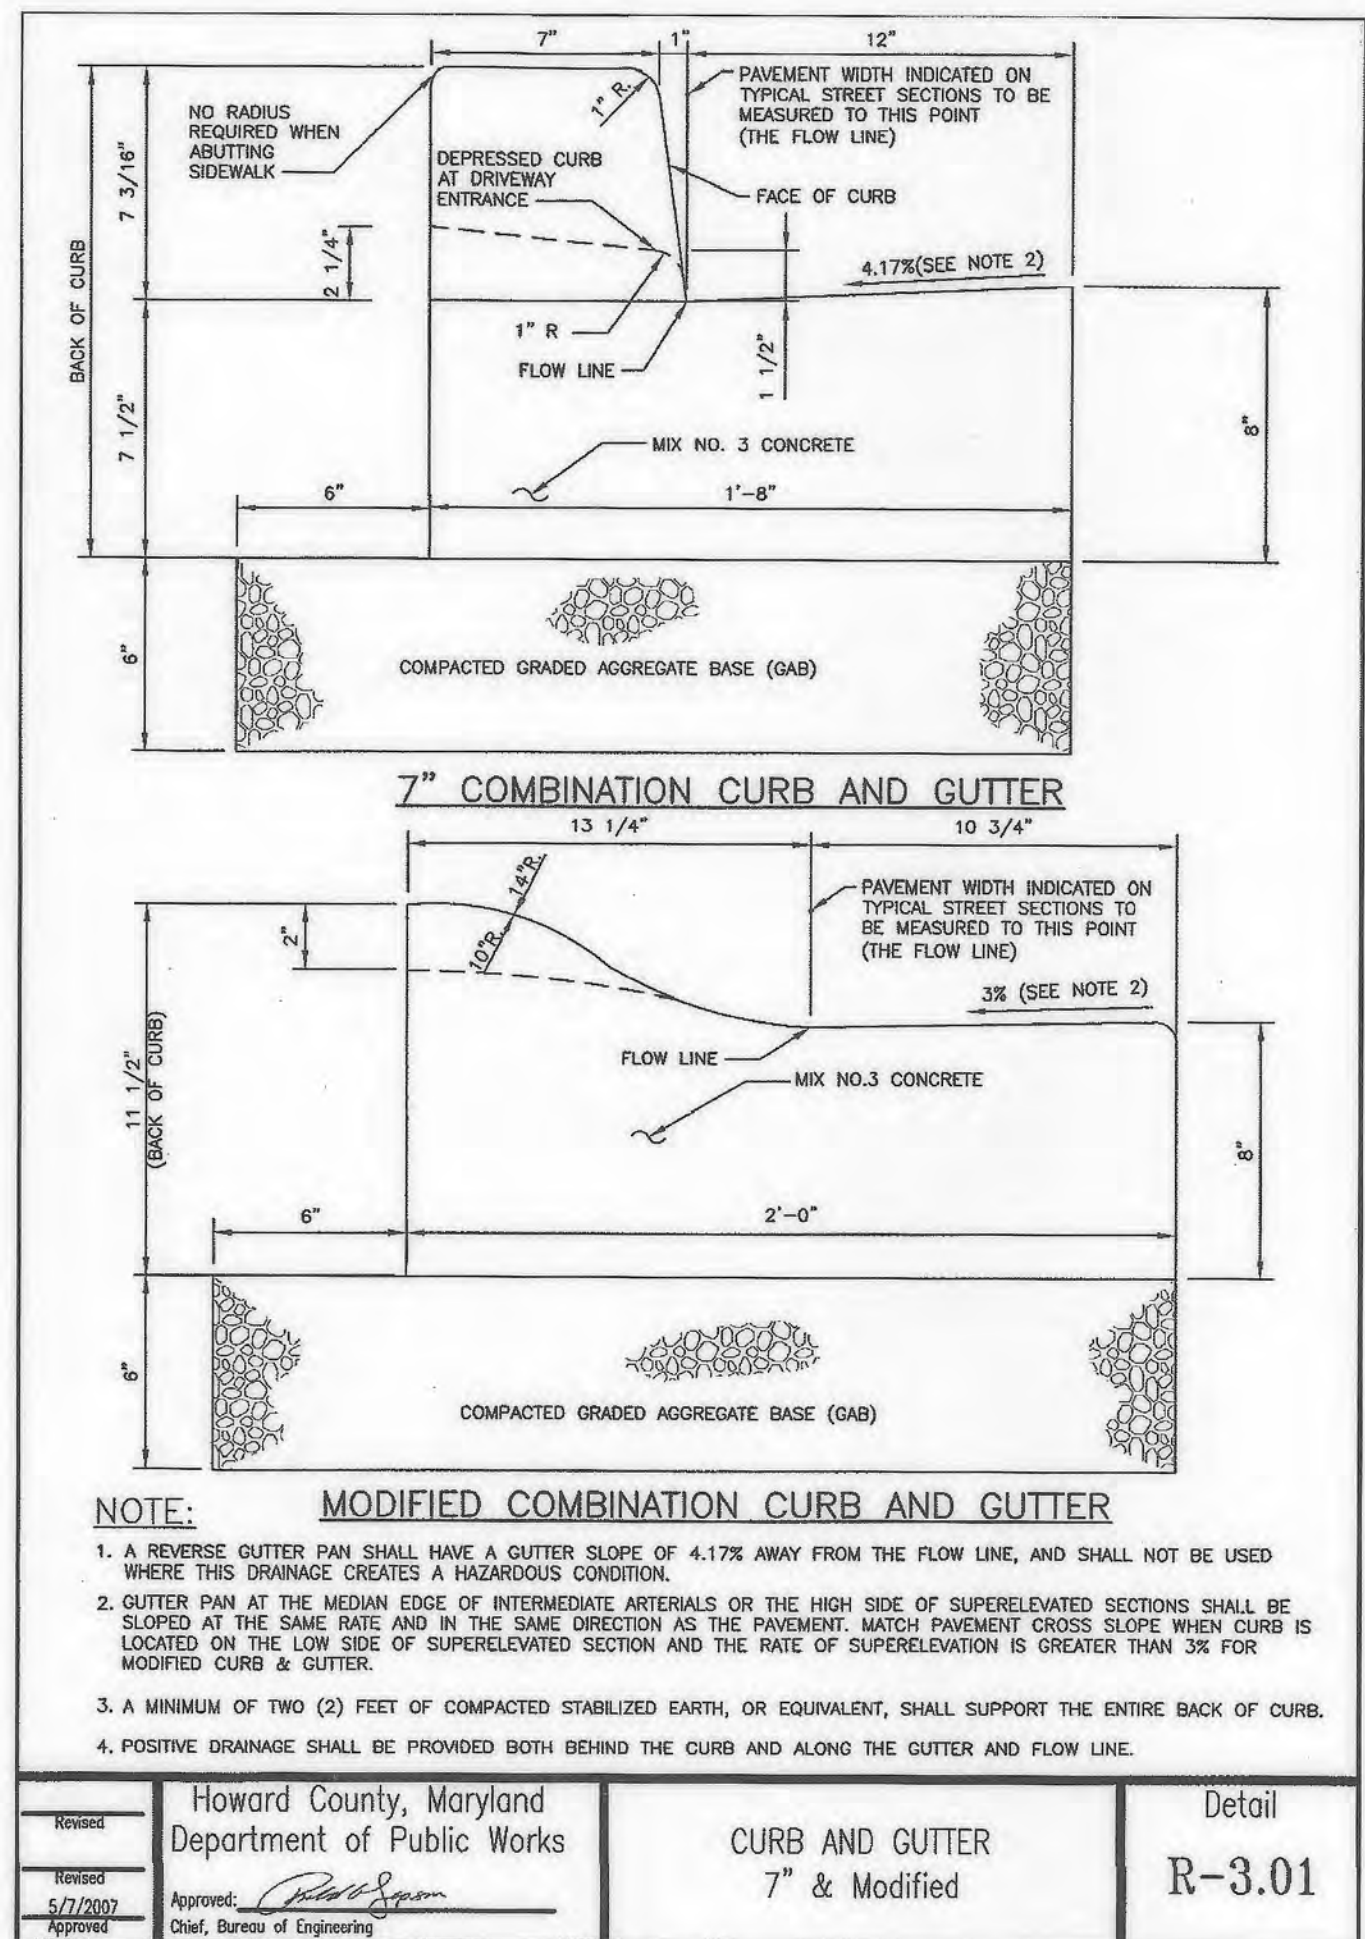 7" 1" 12"
NO RADIUS
REQUIRED WHEN
ABUTTING
SIDEWALK
1" R.
PAVEMENT WIDTH INDICATED ON
TYPICAL STREET SECTIONS TO BE
MEASURED TO THIS POINT
(THE FLOW LINE)
DEPRESSED CURB
AT DRIVEWAY
ENTRANCE
FACE OF CURB
BACK OF CURB
7 3/16"
2 1/4"
4.17%(SEE NOTE 2)
1" R
FLOW LINE
1 1/2"
7 1/2"
8"
MIX NO. 3 CONCRETE
6" 1'-8"
6"
COMPACTED GRADED AGGREGATE BASE (GAB)
7" COMBINATION CURB AND GUTTER
13 1/4" 10 3/4"
14"R.
10"R.
2"
PAVEMENT WIDTH INDICATED ON
TYPICAL STREET SECTIONS TO
BE MEASURED TO THIS POINT
(THE FLOW LINE)
3% (SEE NOTE 2)
FLOW LINE
MIX NO.3 CONCRETE
11 1/2"
(BACK OF CURB)
8"
6" 2'-0"
6"
COMPACTED GRADED AGGREGATE BASE (GAB)
MODIFIED COMBINATION CURB AND GUTTER
NOTE:
1. A REVERSE GUTTER PAN SHALL HAVE A GUTTER SLOPE OF 4.17% AWAY FROM THE FLOW LINE, AND SHALL NOT BE USED
WHERE THIS DRAINAGE CREATES A HAZARDOUS CONDITION.
2. GUTTER PAN AT THE MEDIAN EDGE OF INTERMEDIATE ARTERIALS OR THE HIGH SIDE OF SUPERELEVATED SECTIONS SHALL BE
SLOPED AT THE SAME RATE AND IN THE SAME DIRECTION AS THE PAVEMENT. MATCH PAVEMENT CROSS SLOPE WHEN CURB IS
LOCATED ON THE LOW SIDE OF SUPERELEVATED SECTION AND THE RATE OF SUPERELEVATION IS GREATER THAN 3% FOR
MODIFIED CURB & GUTTER.
3. A MINIMUM OF TWO (2) FEET OF COMPACTED STABILIZED EARTH, OR EQUIVALENT, SHALL SUPPORT THE ENTIRE BACK OF CURB.
4. POSITIVE DRAINAGE SHALL BE PROVIDED BOTH BEHIND THE CURB AND ALONG THE GUTTER AND FLOW LINE.
Revised
Revised
5/7/2007
Approved
Howard County, Maryland
Department of Public Works
Approved:
Chief, Bureau of Engineering
CURB AND GUTTER
7" & Modified
Detail
R-3.01